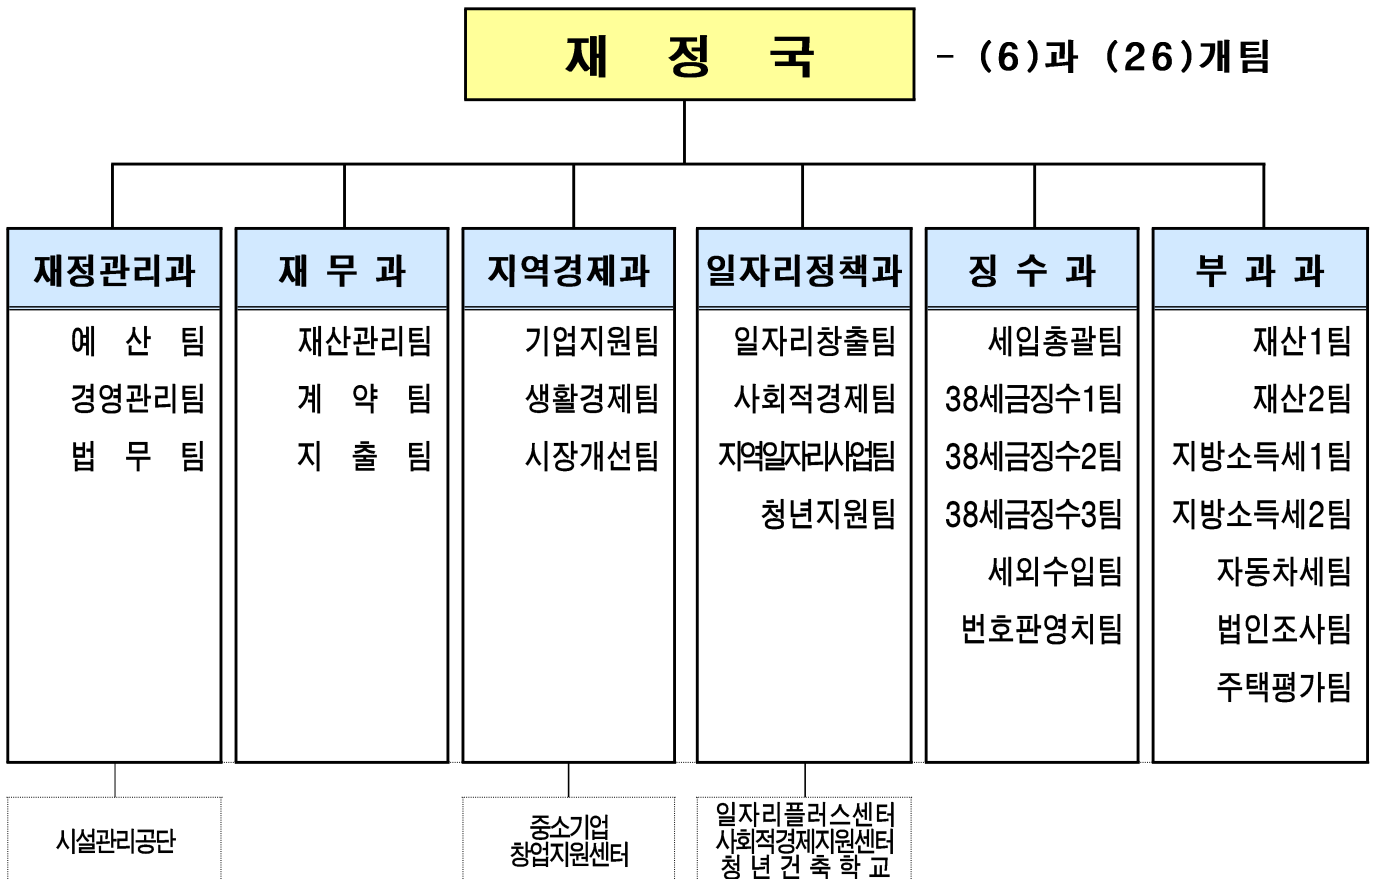 재 정 국
- (6)과 (26)개팀
재정관리과
예 산 팀
경영관리팀
법 무 팀
시설관리공단
재 무 과
재산관리팀
계 약 팀
지 출 팀
지역경제과
기업지원팀
생활경제팀
시장개선팀
중소기업
창업지원센터
일자리정책과
일자리창출팀
사회적경제팀
지역일자리사업팀
청년지원팀
일자리플러스센터
사회적경제지원센터
청 년 건 축 학 교
징 수 과
세입총괄팀
38세금징수1팀
38세금징수2팀
38세금징수3팀
세외수입팀
번호판영치팀
부 과 과
재산1팀
재산2팀
지방소득세1팀
지방소득세2팀
자동차세팀
법인조사팀
주택평가팀